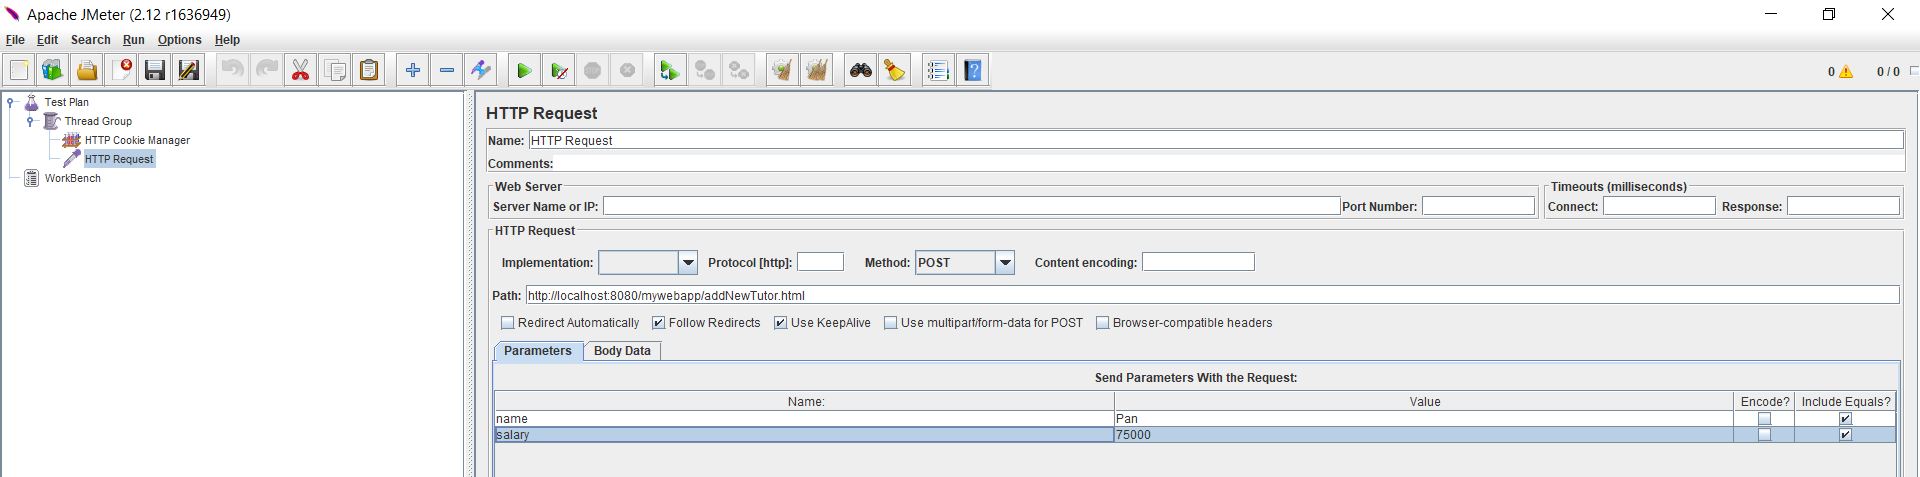 Apache JMeter (2.12 r1636949)
File Edit Search Run Options Help
0 0 / 0
Test Plan
Thread Group
HTTP Cookie Manager
HTTP Request
WorkBench
HTTP Request
Name: HTTP Request
Comments:
Web Server
Server Name or IP: Port Number:
Timeouts (milliseconds)
Connect: Response:
HTTP Request
Implementation: Protocol [http]: Method: POST Content encoding:
Path: http://localhost:8080/mywebapp/addNewTutor.html
Redirect Automatically Follow Redirects Use KeepAlive Use multipart/form-data for POST Browser-compatible headers
Parameters Body Data
Send Parameters With the Request:
Name: Value Encode? Include Equals?
name Pan
salary 75000